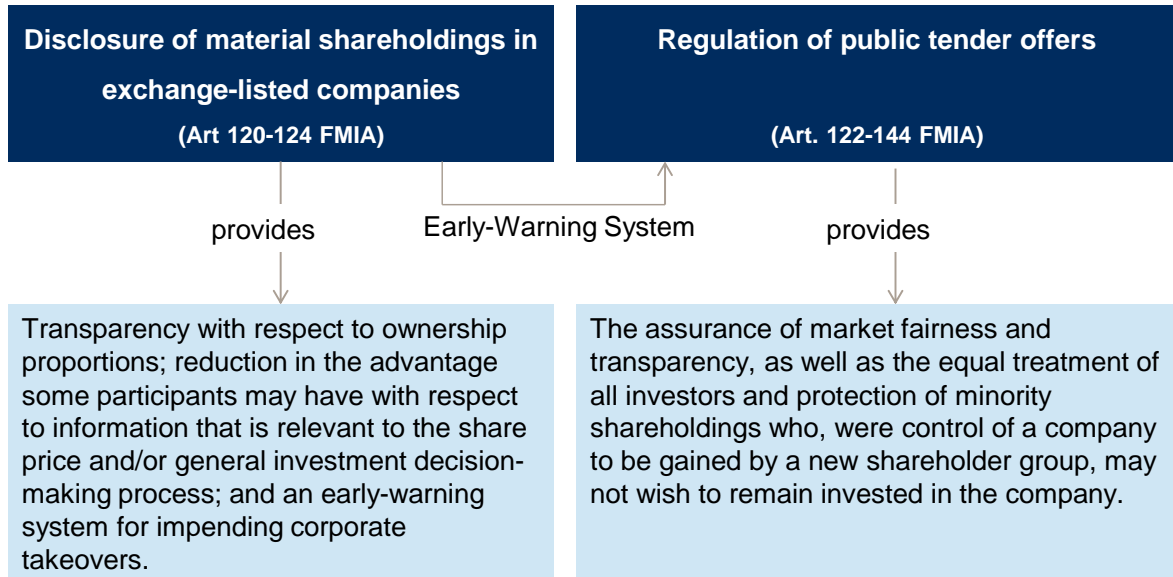 Disclosure of material shareholdings in
exchange-listed companies
(Art 120-124 FMIA)
Regulation of public tender offers
(Art. 122-144 FMIA)
provides
Early-Warning System
provides
Transparency with respect to ownership
proportions; reduction in the advantage
some participants may have with respect
to information that is relevant to the share
price and/or general investment decision-
making process; and an early-warning
system for impending corporate
takeovers.
The assurance of market fairness and
transparency, as well as the equal treatment of
all investors and protection of minority
shareholdings who, were control of a company
to be gained by a new shareholder group, may
not wish to remain invested in the company.